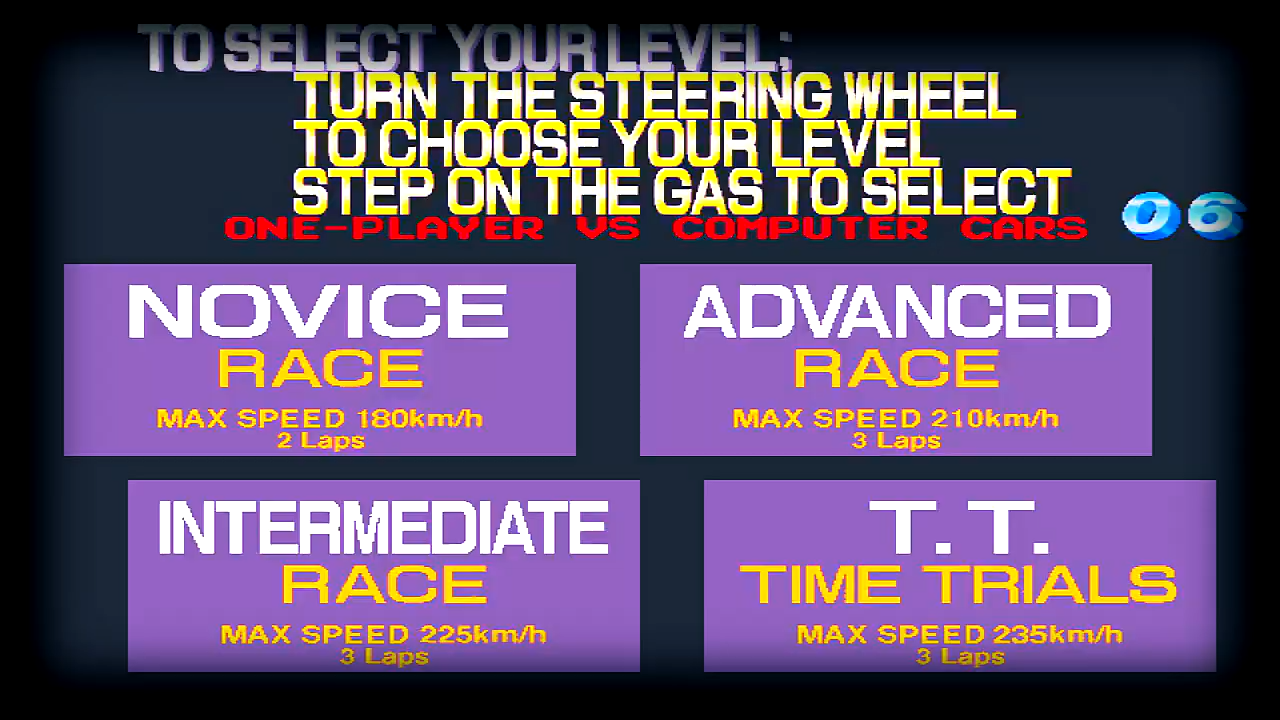 TO SELECT YOUR LEVEL:
TURN THE STEERING WHEEL
TO CHOOSE YOUR LEVEL
STEP ON THE GAS TO SELECT
ONE-PLAYER VS COMPUTER CARS
06
NOVICE
RACE
MAX SPEED 180km/h
2 Laps
ADVANCED
RACE
MAX SPEED 210km/h
3 Laps
INTERMEDIATE
RACE
MAX SPEED 225km/h
3 Laps
T. T.
TIME TRIALS
MAX SPEED 235km/h
3 Laps